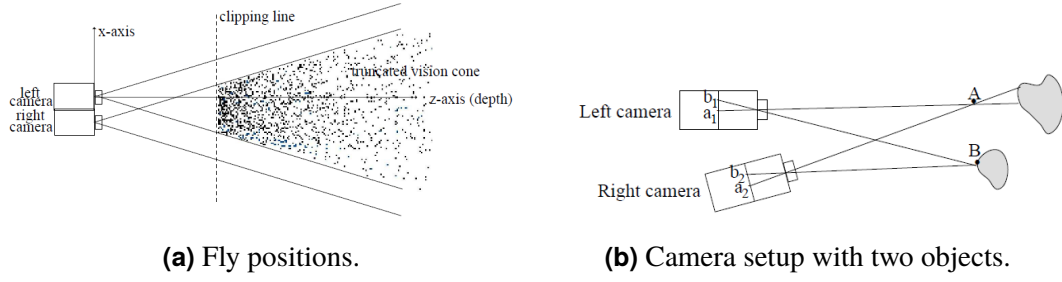 clipping line
x-axis
truncated vision cone
left
camera
z-axis (depth)
right
camera
(a) Fly positions.
A
Left camera
b1
a1
B
b2
a2
Right camera
(b) Camera setup with two objects.